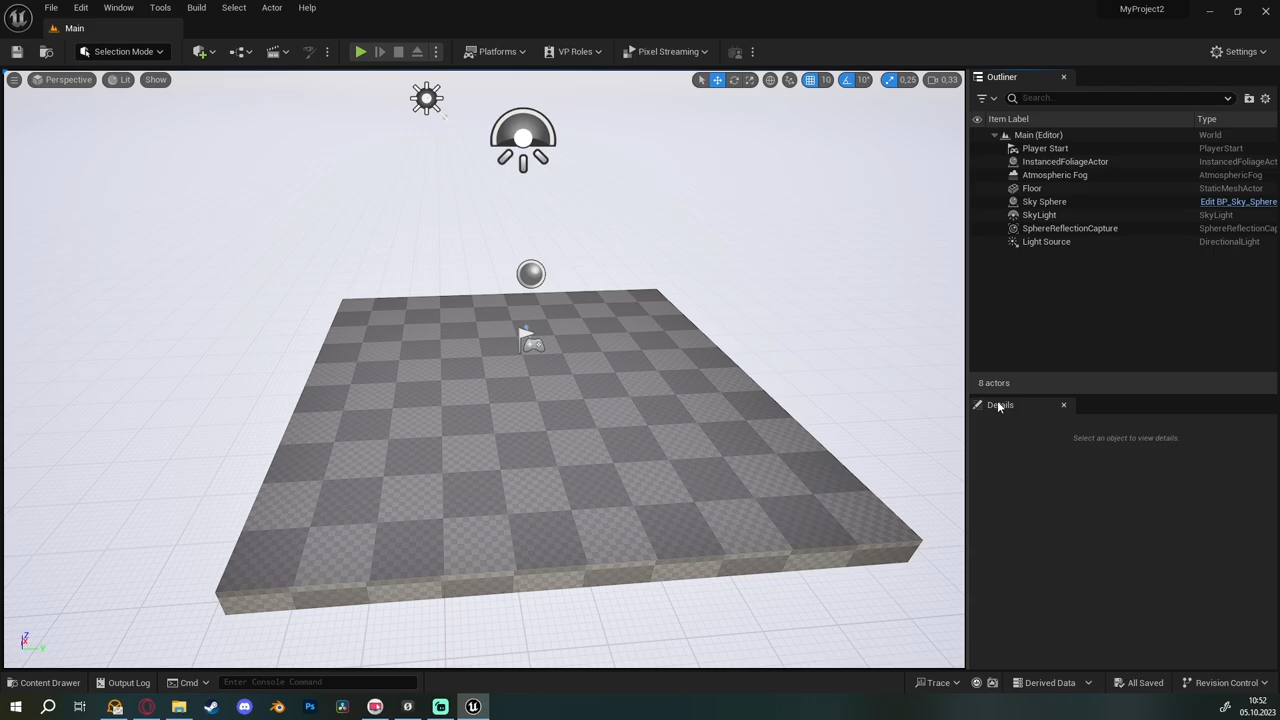 File Edit Window Tools Build Select Actor Help
MyProject2
Main
Selection Mode
Platforms
VP Roles
Pixel Streaming
Settings
Perspective
Lit
Show
10
10°
0,25
0,33
Outliner
Search...
Item Label Type
Main (Editor) World
Player Start PlayerStart
InstancedFoliageActor InstancedFoliageAct
Atmospheric Fog AtmosphericFog
Floor StaticMeshActor
Sky Sphere Edit BP_Sky_Sphere
SkyLight SkyLight
SphereReflectionCapture SphereReflectionCap
Light Source DirectionalLight
8 actors
Details
Select an object to view details.
Z
X
Y
Content Drawer
Output Log
Cmd
Enter Console Command
Trace
Derived Data
All Saved
Revision Control
Ps
10:52
05.10.2023